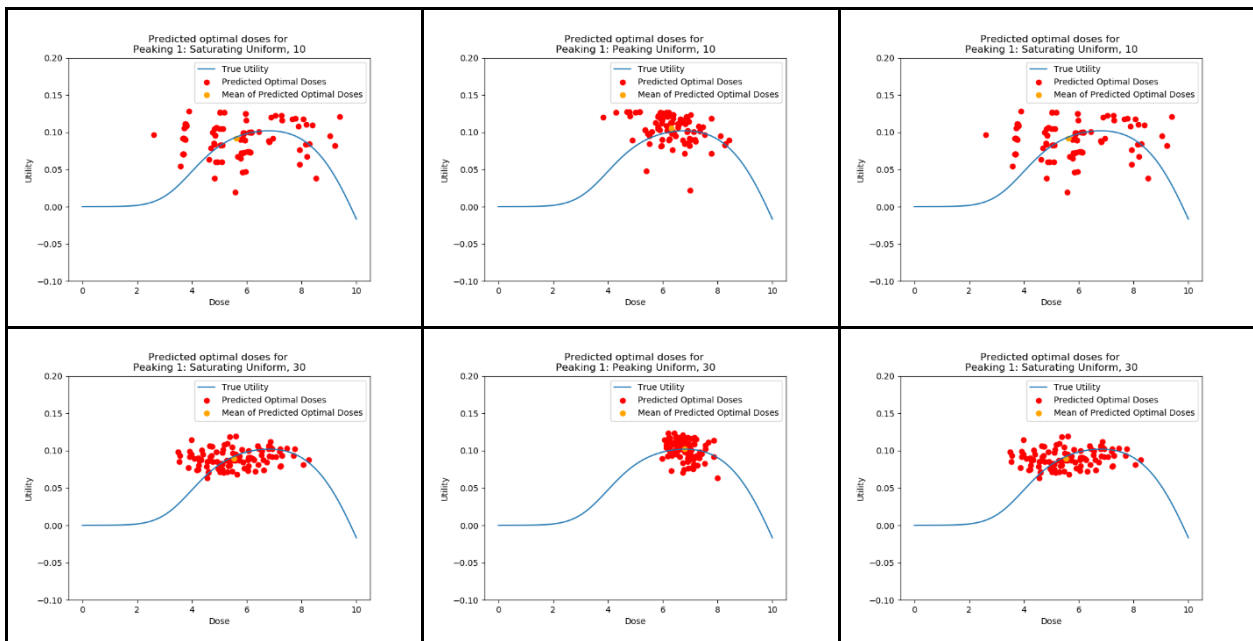 Predicted optimal doses for
Peaking 1: Saturating Uniform, 10
0.20
0.15
0.10
0.05
0.00
−0.05
−0.10
Utility
True Utility
Predicted Optimal Doses
Mean of Predicted Optimal Doses
0 2 4 6 8 10
Dose
Predicted optimal doses for
Peaking 1: Peaking Uniform, 10
0.20
0.15
0.10
0.05
0.00
−0.05
−0.10
Utility
True Utility
Predicted Optimal Doses
Mean of Predicted Optimal Doses
0 2 4 6 8 10
Dose
Predicted optimal doses for
Peaking 1: Saturating Uniform, 10
0.20
0.15
0.10
0.05
0.00
−0.05
−0.10
Utility
True Utility
Predicted Optimal Doses
Mean of Predicted Optimal Doses
0 2 4 6 8 10
Dose
Predicted optimal doses for
Peaking 1: Saturating Uniform, 30
0.20
0.15
0.10
0.05
0.00
−0.05
−0.10
Utility
True Utility
Predicted Optimal Doses
Mean of Predicted Optimal Doses
0 2 4 6 8 10
Dose
Predicted optimal doses for
Peaking 1: Peaking Uniform, 30
0.20
0.15
0.10
0.05
0.00
−0.05
−0.10
Utility
True Utility
Predicted Optimal Doses
Mean of Predicted Optimal Doses
0 2 4 6 8 10
Dose
Predicted optimal doses for
Peaking 1: Saturating Uniform, 30
0.20
0.15
0.10
0.05
0.00
−0.05
−0.10
Utility
True Utility
Predicted Optimal Doses
Mean of Predicted Optimal Doses
0 2 4 6 8 10
Dose